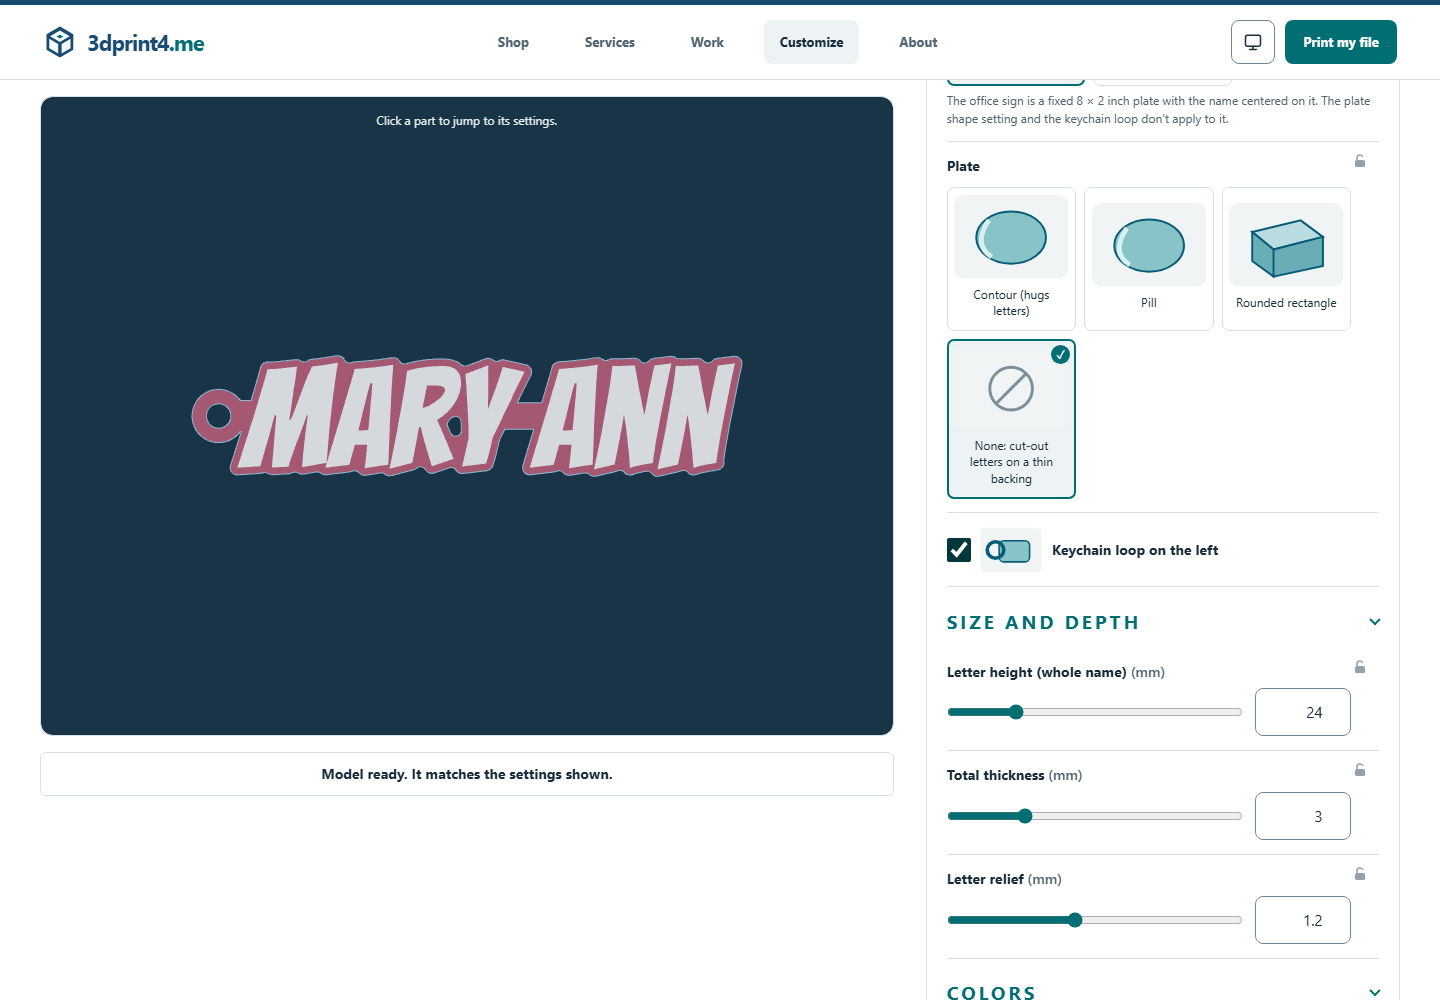 3dprint4.me
Shop
Services
Work
Customize
About
Print my file
Click a part to jump to its settings.
MARY ANN
Model ready. It matches the settings shown.
The office sign is a fixed 8 × 2 inch plate with the name centered on it. The plate
shape setting and the keychain loop don't apply to it.
Plate
Contour (hugs
letters)
Pill
Rounded rectangle
None: cut-out
letters on a thin
backing
Keychain loop on the left
SIZE AND DEPTH
Letter height (whole name) (mm)
24
Total thickness (mm)
3
Letter relief (mm)
1.2
COLORS